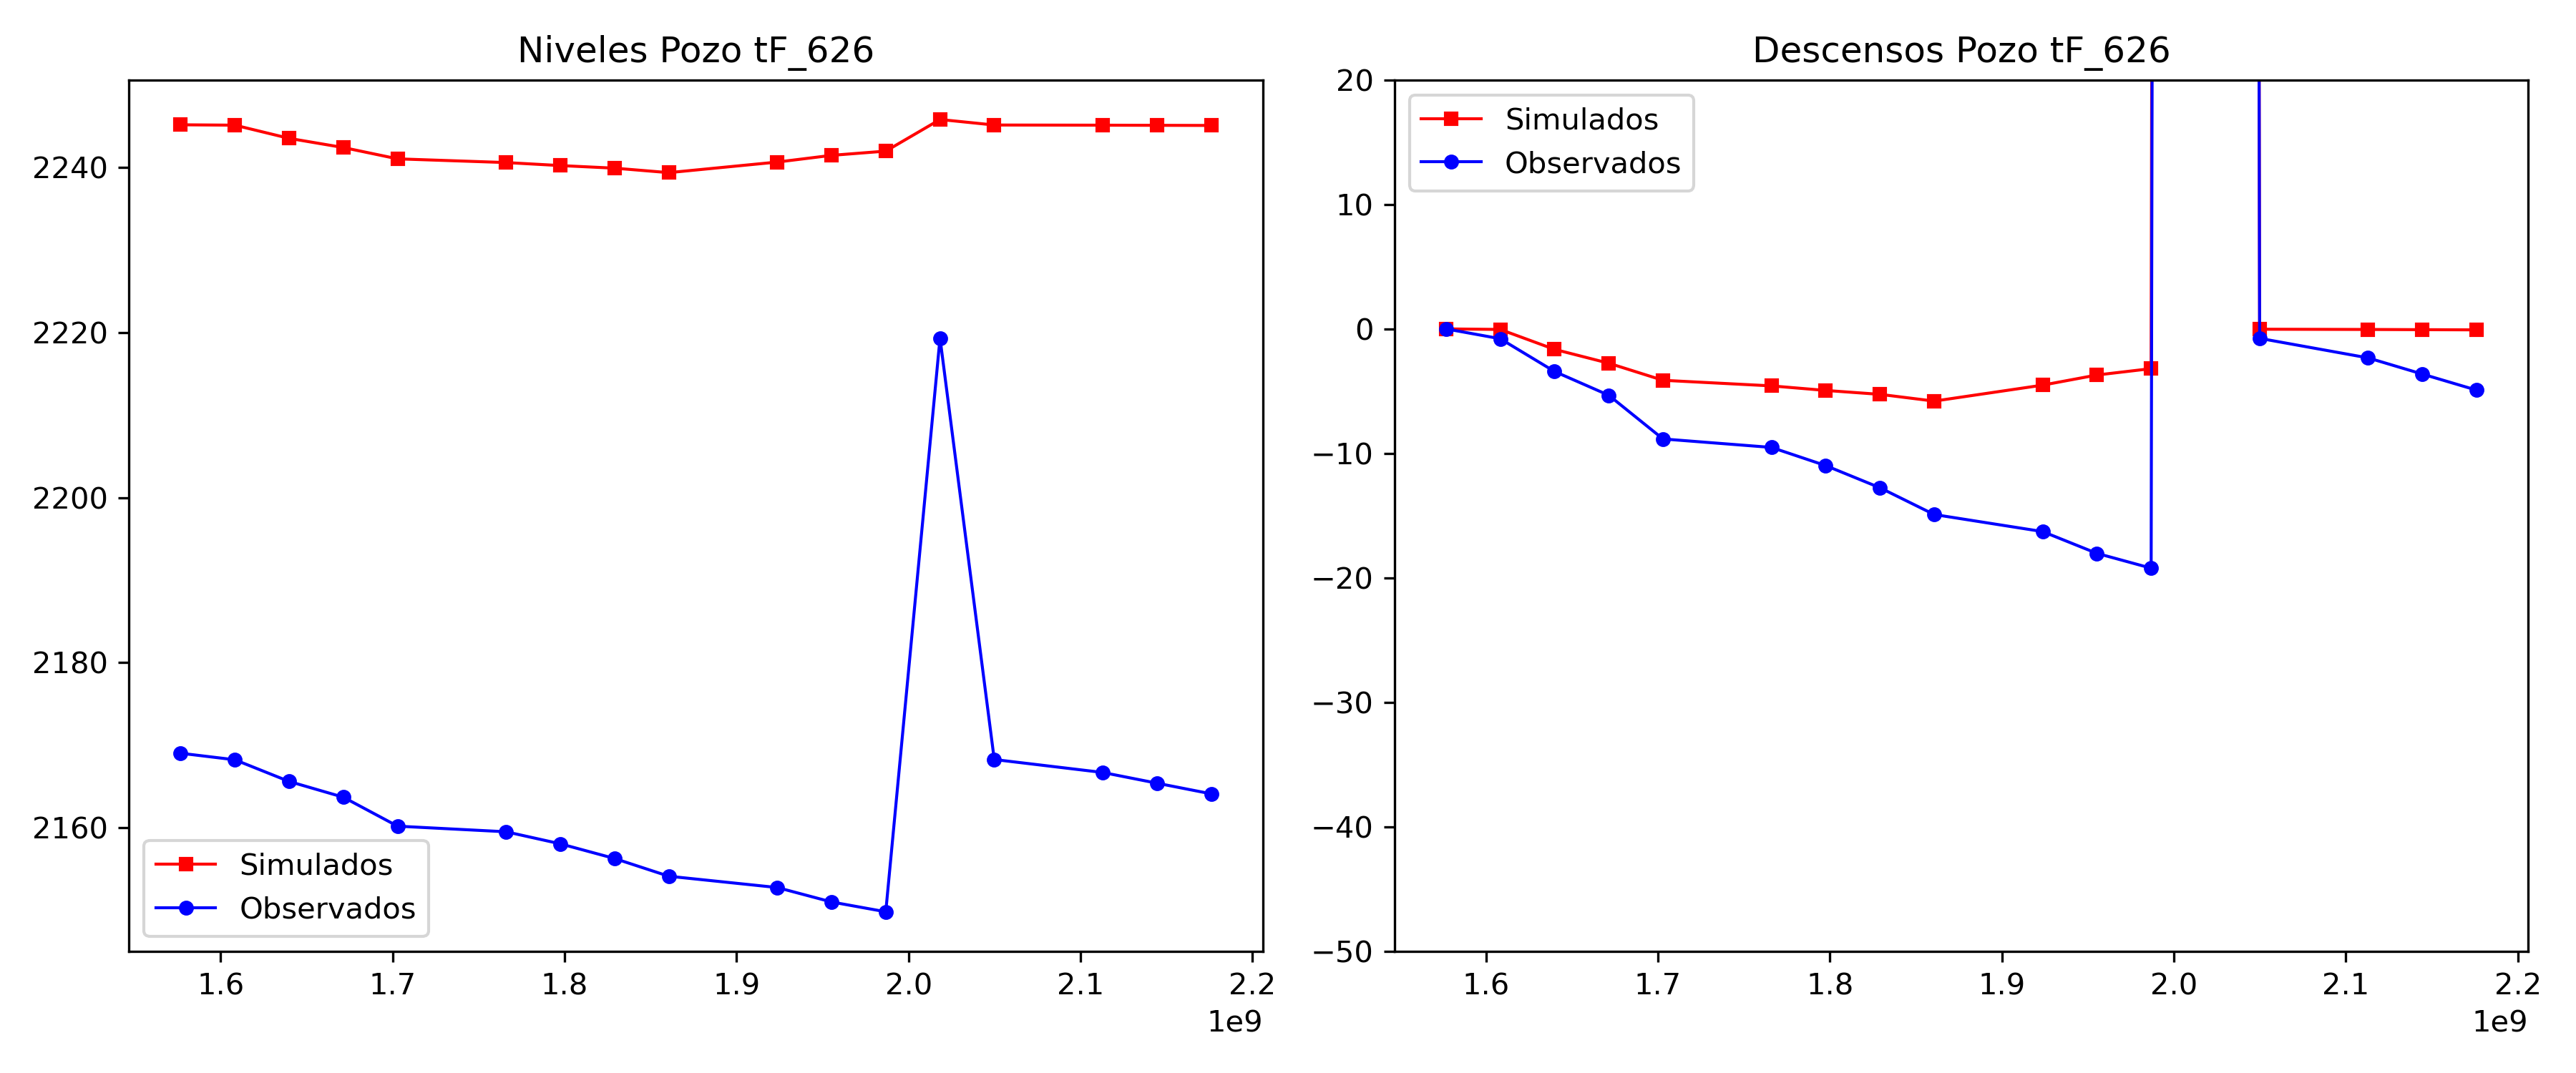 Niveles Pozo tF_626
2240
2220
2200
2180
2160
Simulados
Observados
1.6 1.7 1.8 1.9 2.0 2.1 2.2
1e9
Descensos Pozo tF_626
20
10
0
−10
−20
−30
−40
−50
Simulados
Observados
1.6 1.7 1.8 1.9 2.0 2.1 2.2
1e9